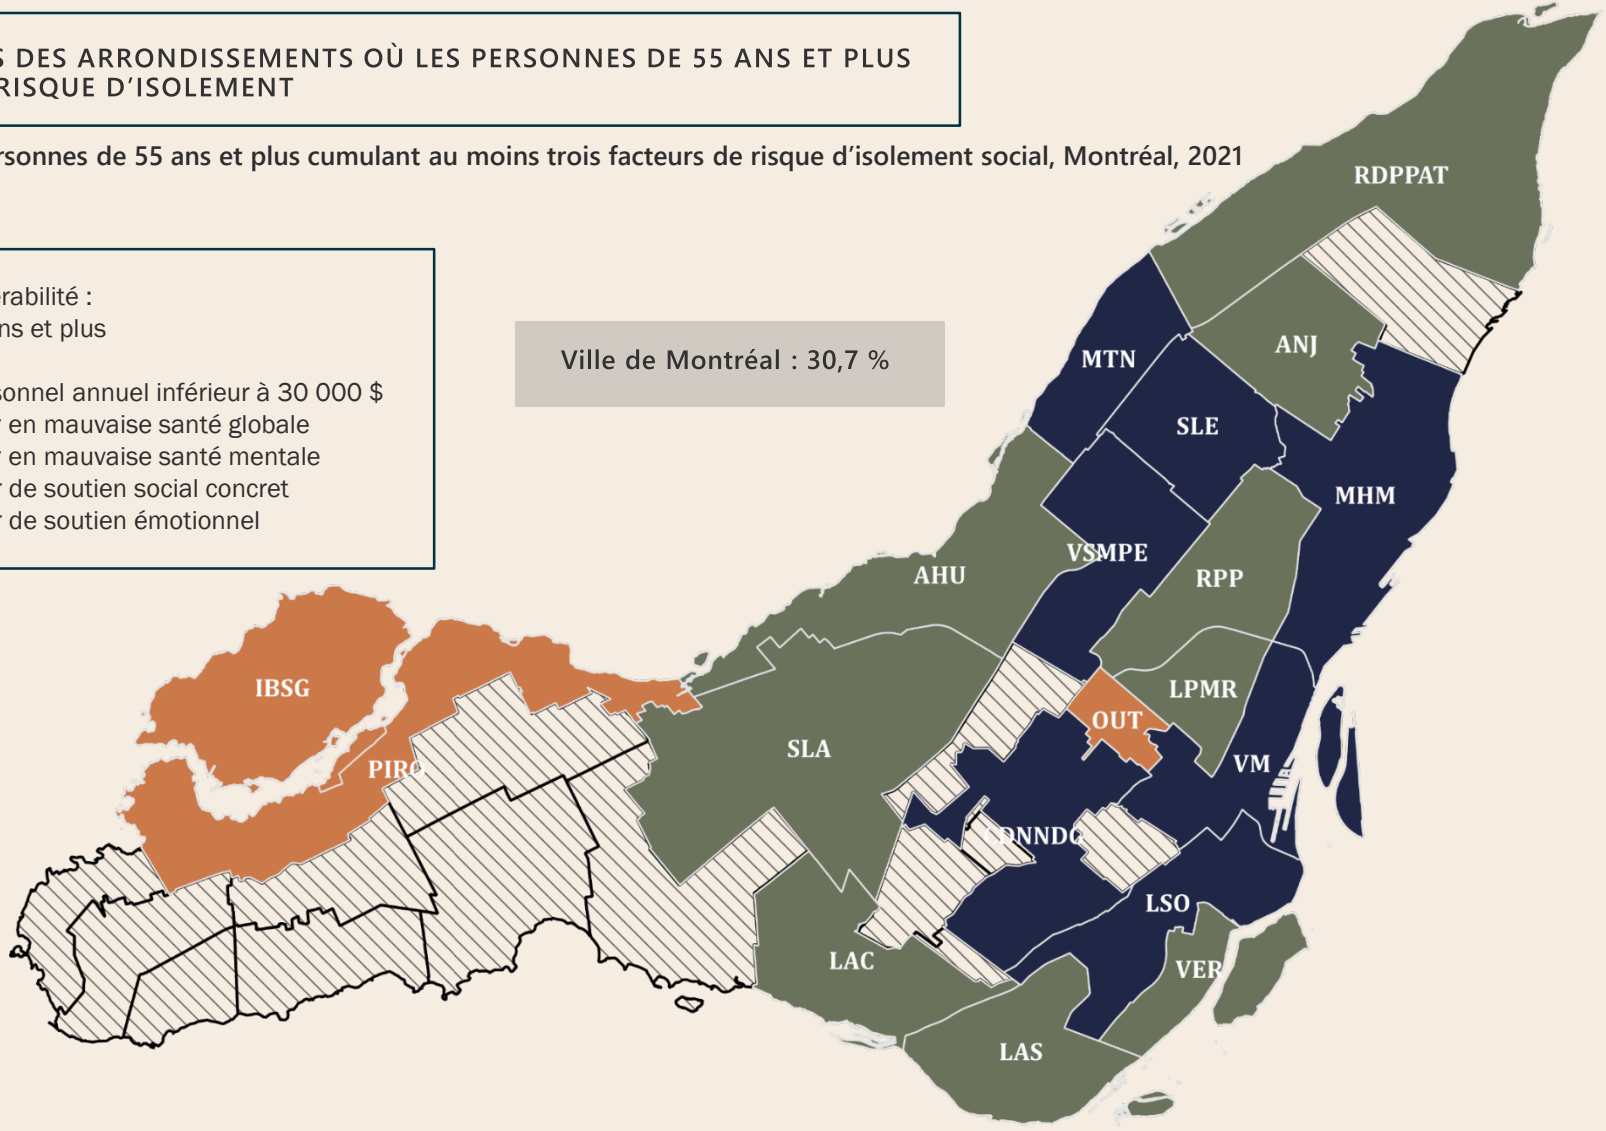 S DES ARRONDISSEMENTS OÙ LES PERSONNES DE 55 ANS ET PLUS
RISQUE D'ISOLEMENT
rsonnes de 55 ans et plus cumulant au moins trois facteurs de risque d'isolement social, Montréal, 2021
érabilité :
ns et plus
sonnel annuel inférieur à 30 000 $
r en mauvaise santé globale
r en mauvaise santé mentale
r de soutien social concret
r de soutien émotionnel
Ville de Montréal : 30,7 %
RDPPAT
ANJ
MTN
SLE
MHM
VSMPE
AHU
RPP
IBSG
LPMR
OUT
SLA
VM
PIRO
CDNNDG
LSO
LAC
VER
LAS